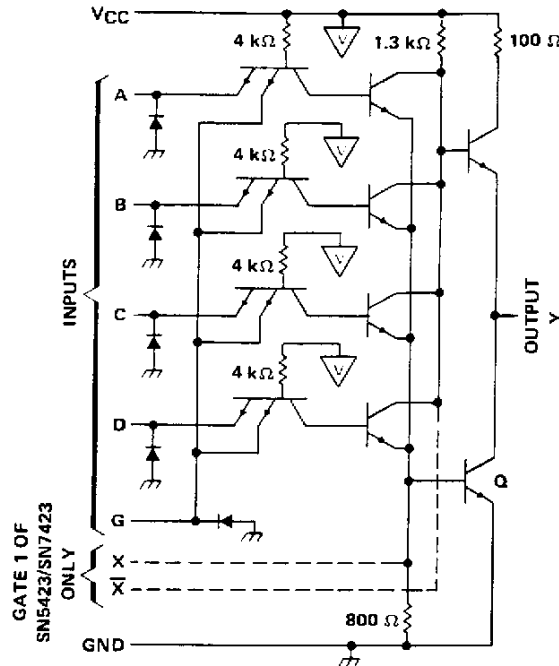 VCC
4 kΩ
V
1.3 kΩ
100 Ω
A
4 kΩ
V
B
4 kΩ
V
C
4 kΩ
V
D
G
INPUTS
OUTPUT
Y
Q
GATE 1 OF
SN5423/SN7423
ONLY
X
X̅
800 Ω
GND